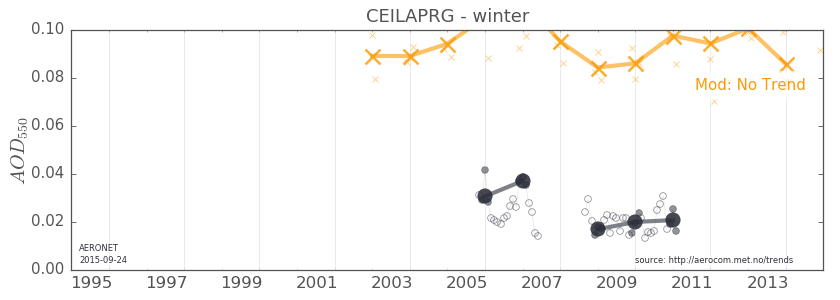 CEILAPRG - winter
0.10
0.08
0.06
0.04
0.02
0.00
AOD550
Mod: No Trend
AERONET
2015-09-24
source: http://aerocom.met.no/trends
1995 1997 1999 2001 2003 2005 2007 2009 2011 2013